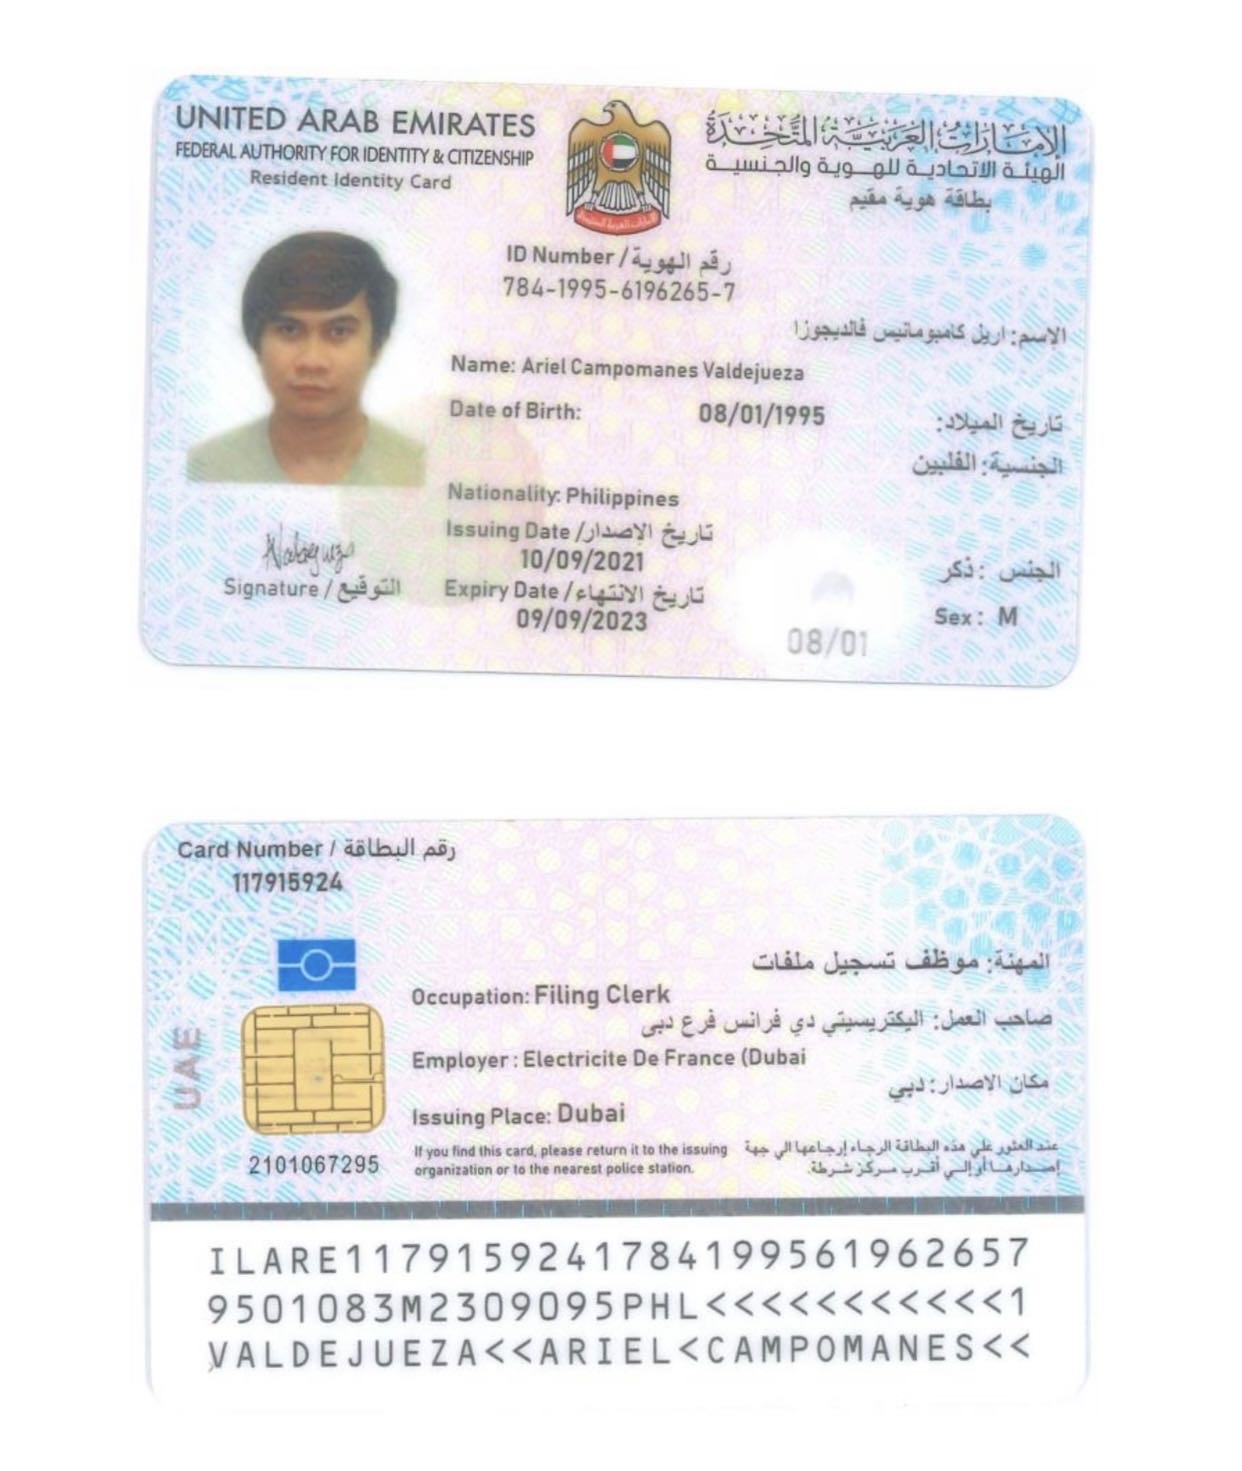 UNITED ARAB EMIRATES
الإمارات العربية المتحدة
FEDERAL AUTHORITY FOR IDENTITY & CITIZENSHIP
الهيئة الاتحادية للهوية والجنسية
Resident Identity Card
بطاقة هوية مقيم
ID Number / رقم الهوية
784-1995-6196265-7
الإسم: اريل كامبومانيس فالديجوزا
Name: Ariel Campomanes Valdejueza
Date of Birth: 08/01/1995 تاريخ الميلاد:
الجنسية: الفلبين
Nationality: Philippines
Issuing Date / تاريخ الإصدار
10/09/2021
Expiry Date / تاريخ الانتهاء
09/09/2023
الجنس : ذكر
Sex : M
08/01
Signature / التوقيع
Card Number / رقم البطاقة
117915924
المهنة: موظف تسجيل ملفات
Occupation: Filing Clerk
صاحب العمل: اليكتريسيتي دي فرانس فرع دبى
Employer : Electricite De France (Dubai
مكان الاصدار: دبي
Issuing Place: Dubai
UAE
2101067295
If you find this card, please return it to the issuing
organization or to the nearest police station.
عند العثور علي هذه البطاقة الرجاء إرجاعها الي جهة
إصدارها أو إلي أقرب مركز شرطة.
ILARE1179159241784199561962657
9501083M2309095PHL<<<<<<<<<<<1
VALDEJUEZA<<ARIEL<CAMPOMANES<<